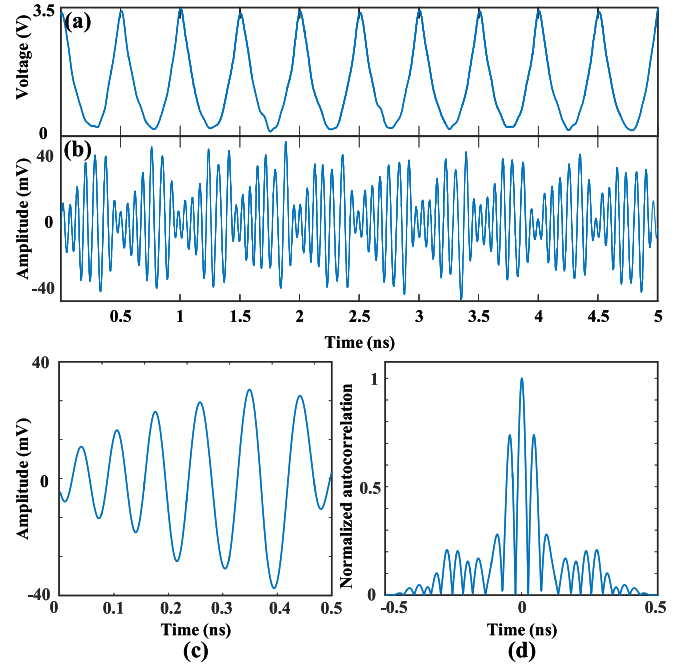 (a)
3.5
Voltage (V)
0
(b)
40
Amplitude (mV)
0
-40
0.5 1 1.5 2 2.5 3 3.5 4 4.5 5
Time (ns)
40
Amplitude (mV)
0
-40
0 0.1 0.2 0.3 0.4 0.5
Time (ns)
(c)
1
Normalized autocorrelation
0.5
0
-0.5 0 0.5
Time (ns)
(d)